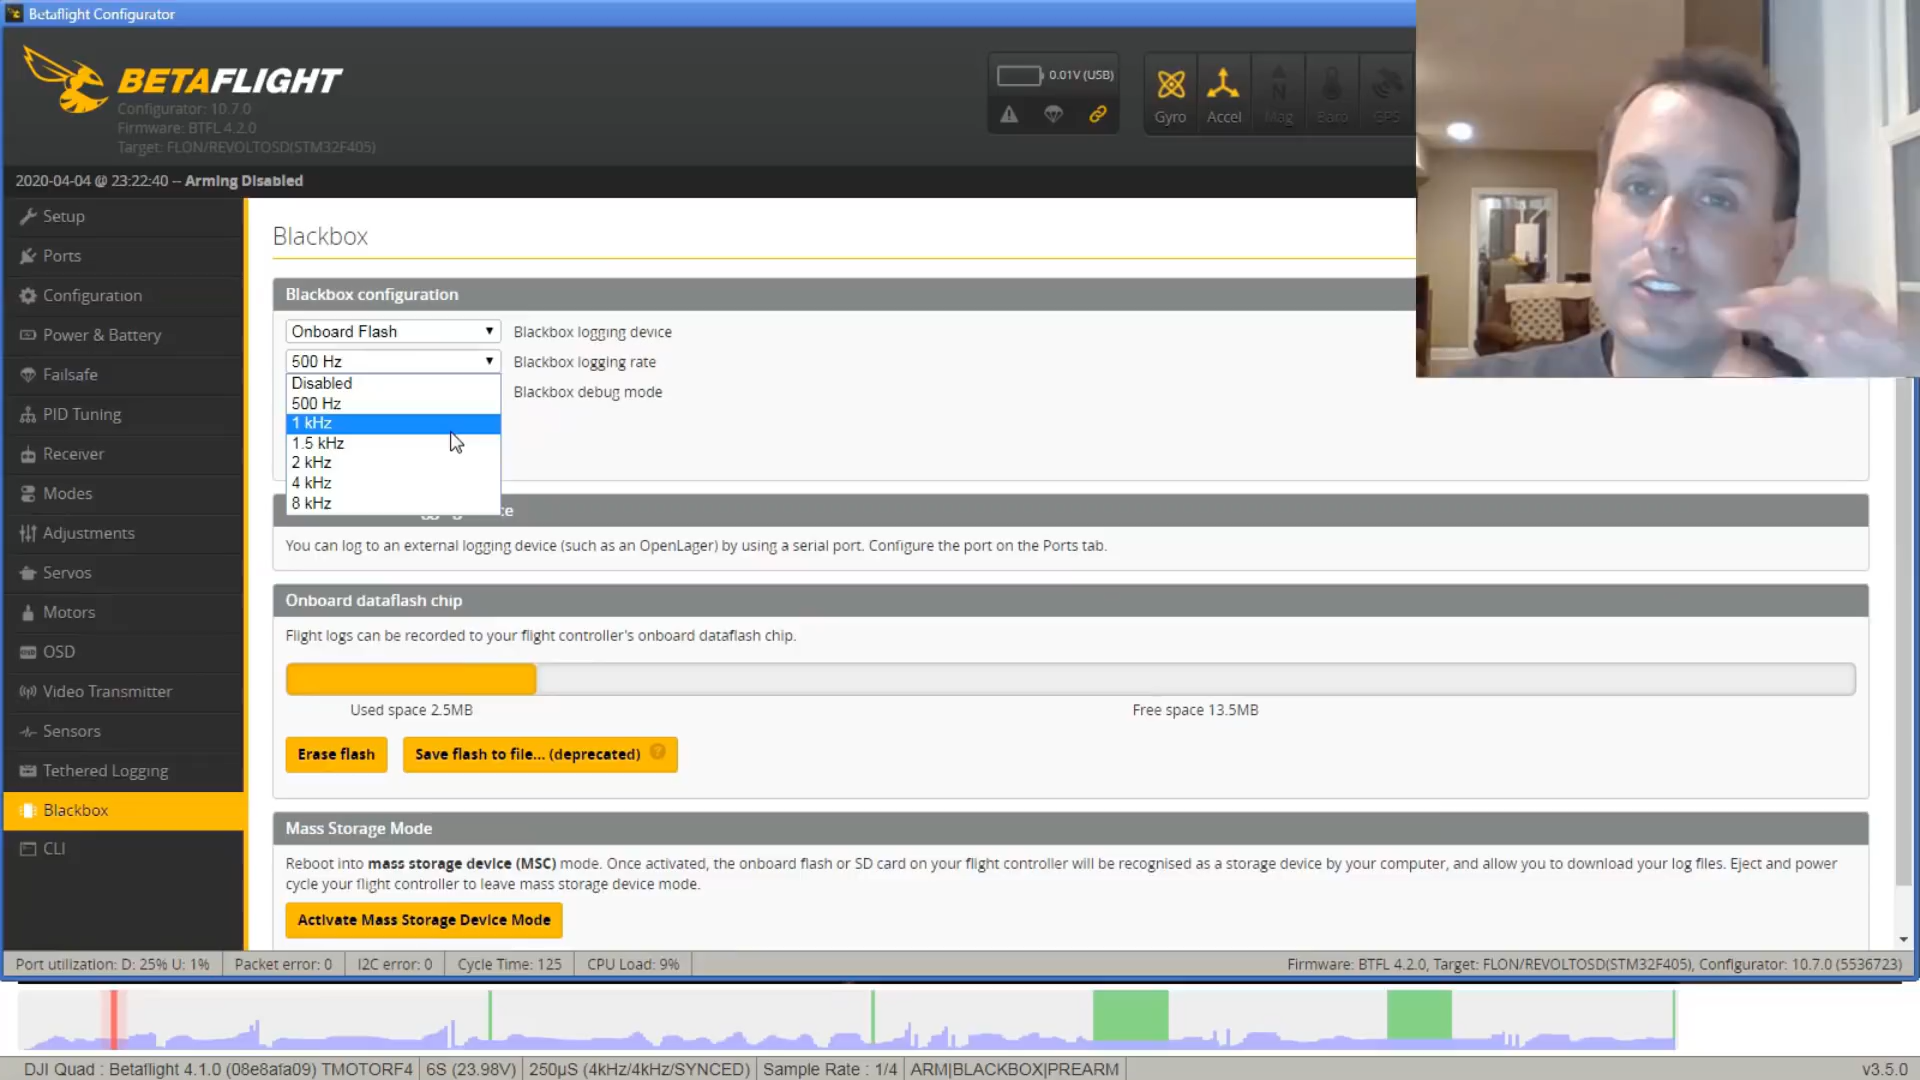 Betaflight Configurator
BETAFLIGHT
Configurator: 10.7.0
Firmware: BTFL 4.2.0
Target: FLON/REVOLTOSD(STM32F405)
0.01V (USB)
Gyro
Accel
Mag
Baro
GPS
2020-04-04 @ 23:22:40 -- Arming Disabled
Setup
Ports
Configuration
Power & Battery
Failsafe
PID Tuning
Receiver
Modes
Adjustments
Servos
Motors
OSD
Video Transmitter
Sensors
Tethered Logging
Blackbox
CLI
Blackbox
Blackbox configuration
Onboard Flash
Blackbox logging device
500 Hz
Blackbox logging rate
Disabled
Blackbox debug mode
500 Hz
1 kHz
1.5 kHz
2 kHz
4 kHz
8 kHz
You can log to an external logging device (such as an OpenLager) by using a serial port. Configure the port on the Ports tab.
Onboard dataflash chip
Flight logs can be recorded to your flight controller's onboard dataflash chip.
Used space 2.5MB
Free space 13.5MB
Erase flash
Save flash to file... (deprecated)
Mass Storage Mode
Reboot into mass storage device (MSC) mode. Once activated, the onboard flash or SD card on your flight controller will be recognised as a storage device by your computer, and allow you to download your log files. Eject and power
cycle your flight controller to leave mass storage device mode.
Activate Mass Storage Device Mode
Port utilization: D: 25% U: 1%
Packet error: 0
I2C error: 0
Cycle Time: 125
CPU Load: 9%
Firmware: BTFL 4.2.0, Target: FLON/REVOLTOSD(STM32F405), Configurator: 10.7.0 (5536723)
DJI Quad : Betaflight 4.1.0 (08e8afa09) TMOTORF4
6S (23.98V)
250µS (4kHz/4kHz/SYNCED)
Sample Rate : 1/4
ARM|BLACKBOX|PREARM
v3.5.0